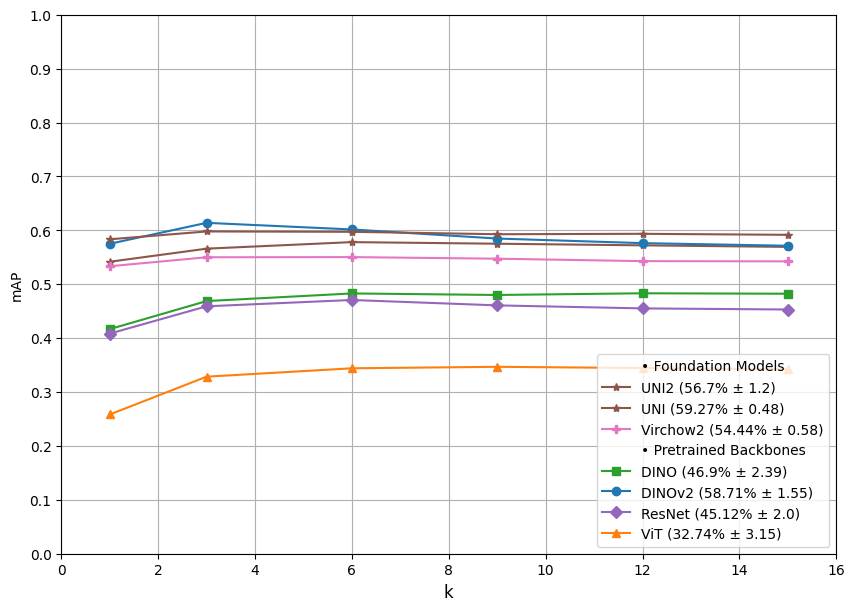 1.0
0.9
0.8
0.7
0.6
0.5
0.4
0.3
0.2
0.1
0.0
mAP
0 2 4 6 8 10 12 14 16
k
• Foundation Models
UNI2 (56.7% ± 1.2)
UNI (59.27% ± 0.48)
Virchow2 (54.44% ± 0.58)
• Pretrained Backbones
DINO (46.9% ± 2.39)
DINOv2 (58.71% ± 1.55)
ResNet (45.12% ± 2.0)
ViT (32.74% ± 3.15)